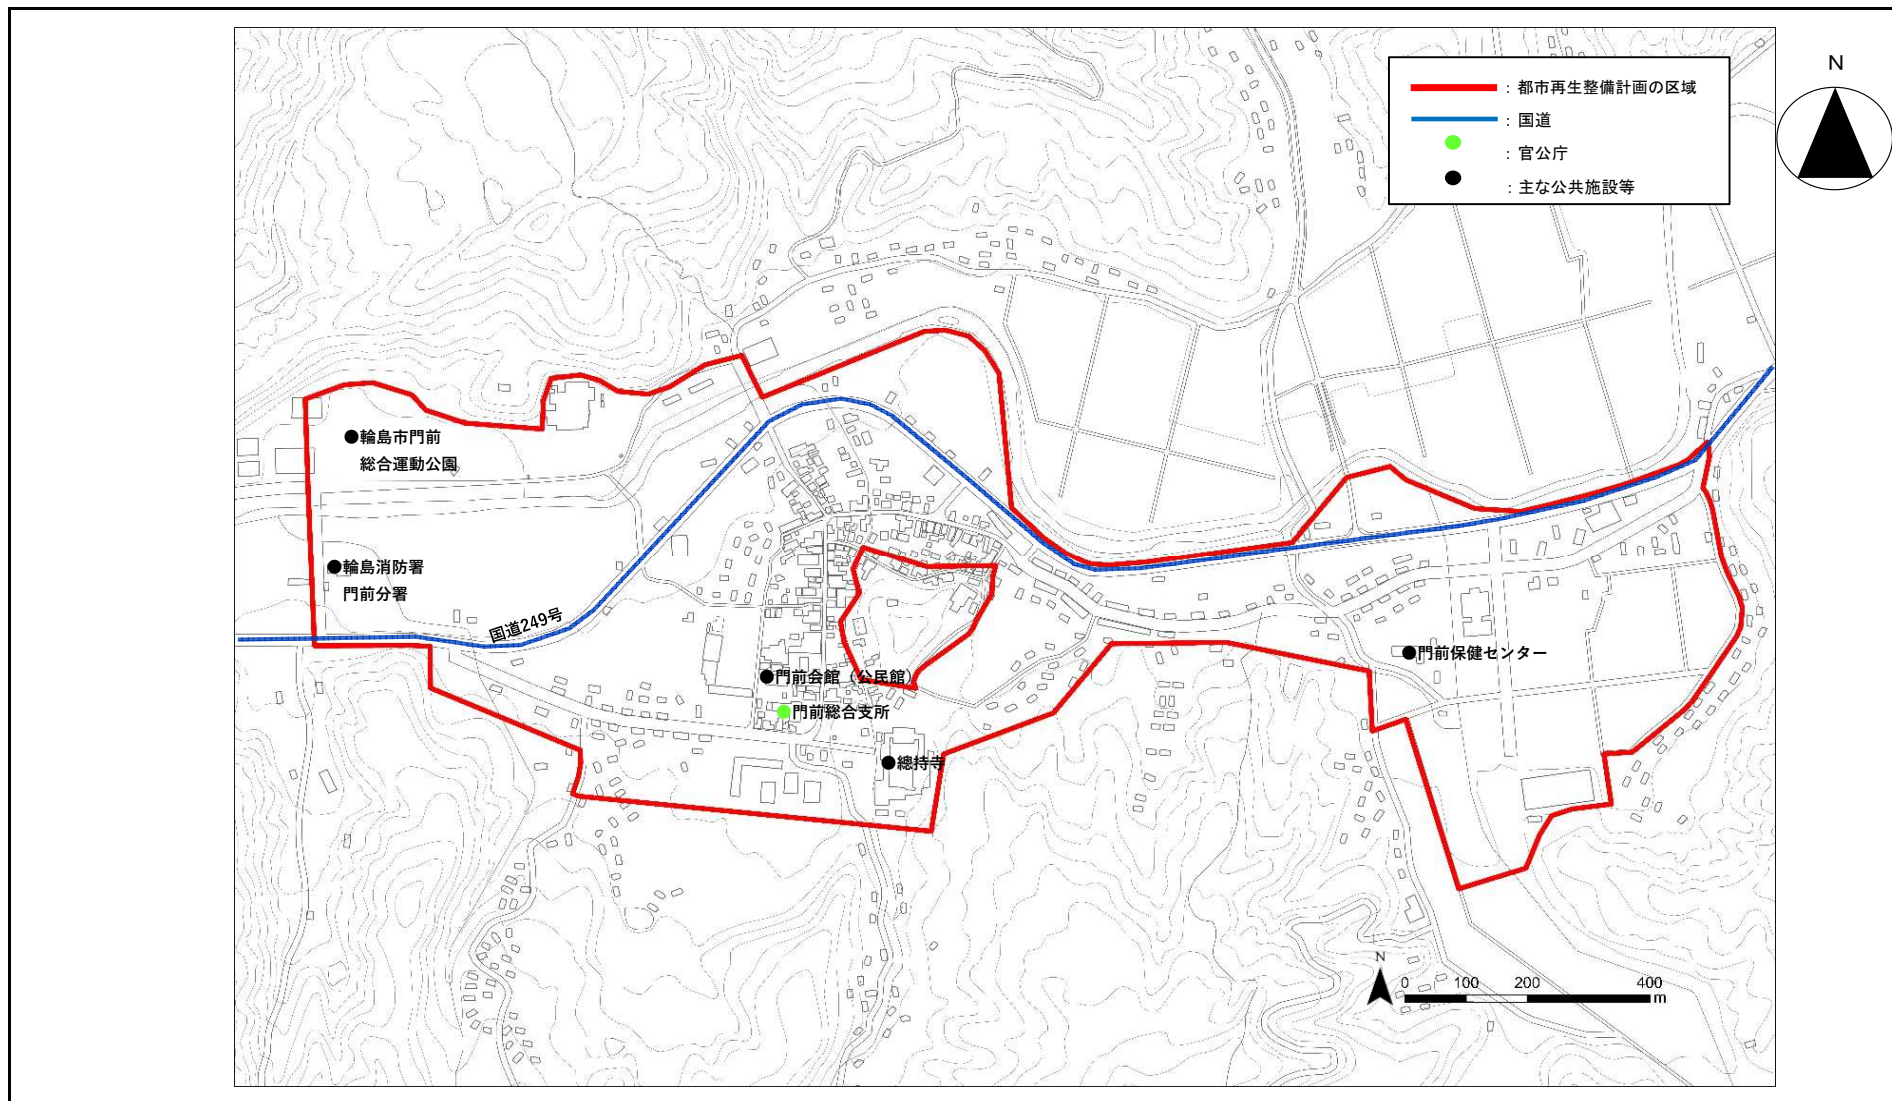 N
: 都市再生整備計画の区域
: 国道
: 官公庁
: 主な公共施設等
●輪島市門前
総合運動公園
●輪島消防署
門前分署
国道249号
●門前会館（公民館）
●門前総合支所
●總持寺
●門前保健センター
N
0 100 200 400
m